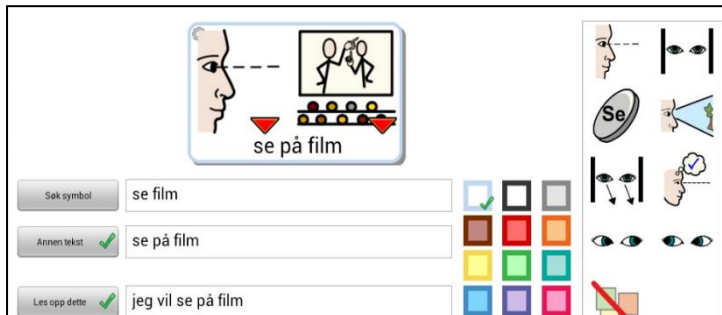 se på film
Se
Søk symbol
se film
Annen tekst
se på film
Les opp dette
jeg vil se på film